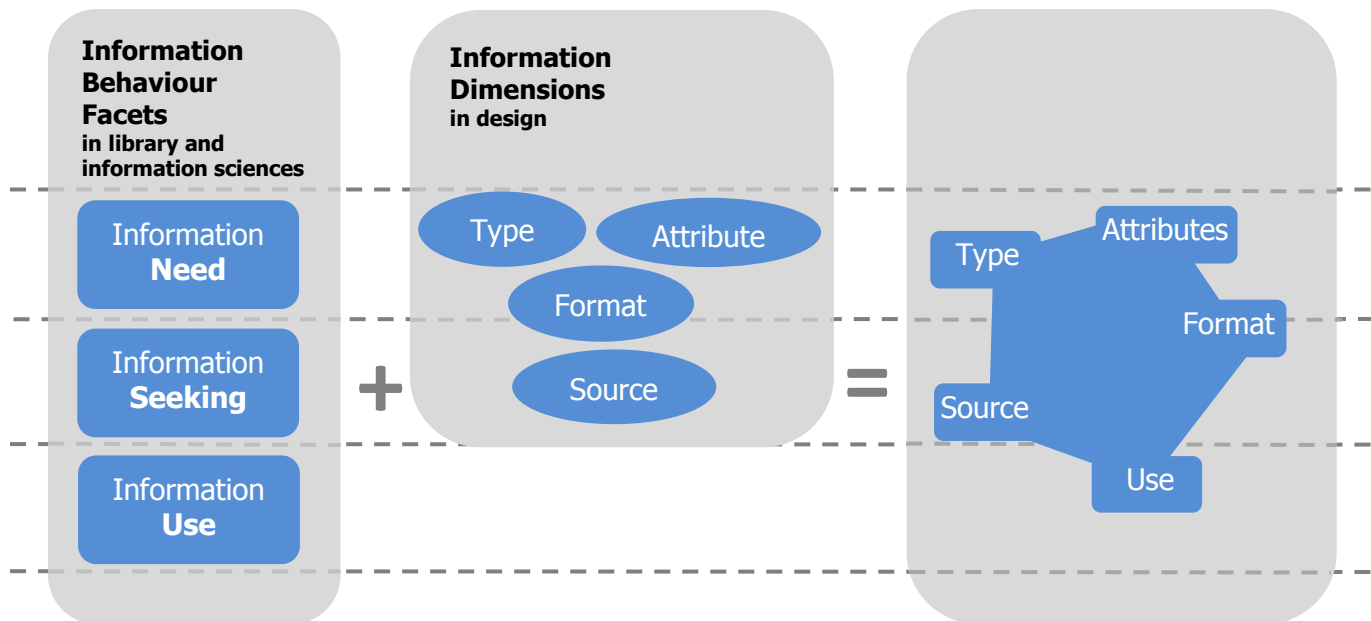 Information
Behaviour
Facets
in library and
information sciences
Information
Need
Information
Seeking
Information
Use
+
Information
Dimensions
in design
Type
Attribute
Format
Source
=
Attributes
Type
Format
Source
Use